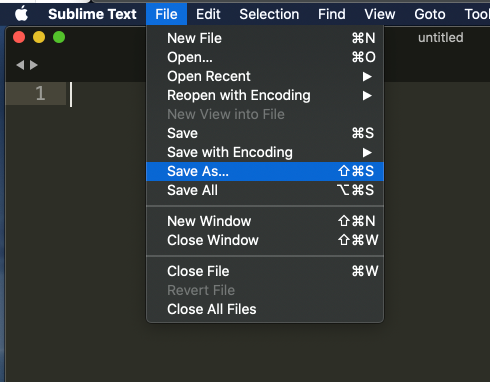 Sublime Text File Edit Selection Find View Goto Tool
untitled
1
New File ⌘N
Open... ⌘O
Open Recent ▶
Reopen with Encoding ▶
New View into File
Save ⌘S
Save with Encoding ▶
Save As... ⇧⌘S
Save All ⌥⌘S
New Window ⇧⌘N
Close Window ⇧⌘W
Close File ⌘W
Revert File
Close All Files